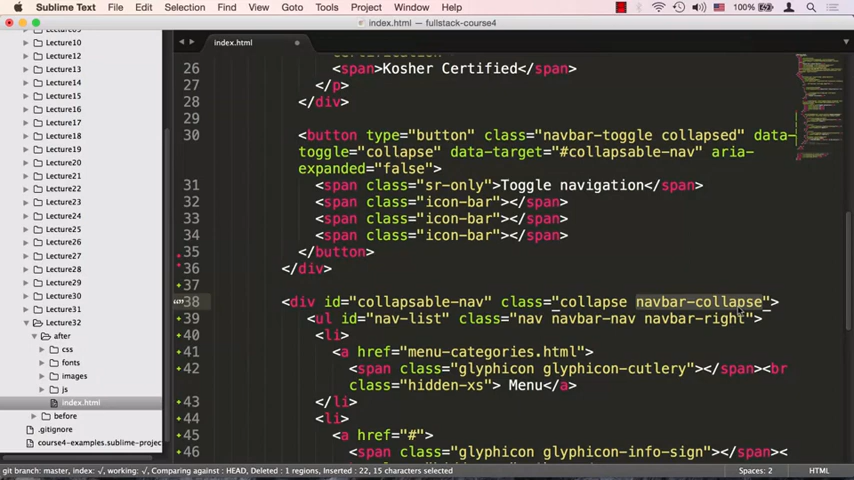 Sublime Text File Edit Selection Find View Goto Tools Project Window Help 100%
index.html — fullstack-course4
index.html
Lecture10
Lecture12
Lecture13
Lecture14
Lecture15
Lecture16
Lecture17
Lecture18
Lecture19
Lecture20
Lecture21
Lecture22
Lecture23
Lecture24
Lecture25
Lecture26
Lecture27
Lecture28
Lecture29
Lecture30
Lecture31
Lecture32
after
css
fonts
images
js
index.html
before
.gitignore
course4-examples.sublime-projec
26 <span>Kosher Certified</span>
27 </p>
28 </div>
29
30 <button type="button" class="navbar-toggle collapsed" data-
toggle="collapse" data-target="#collapsable-nav" aria-
expanded="false">
31 <span class="sr-only">Toggle navigation</span>
32 <span class="icon-bar"></span>
33 <span class="icon-bar"></span>
34 <span class="icon-bar"></span>
35 </button>
36 </div>
37
38 <div id="collapsable-nav" class="collapse navbar-collapse">
39 <ul id="nav-list" class="nav navbar-nav navbar-right">
40 <li>
41 <a href="menu-categories.html">
42 <span class="glyphicon glyphicon-cutlery"></span><br
class="hidden-xs"> Menu</a>
43 </li>
44 <li>
45 <a href="#">
46 <span class="glyphicon glyphicon-info-sign"></span><
git branch: master, index: √, working: √, Comparing against : HEAD, Deleted : 1 regions, Inserted : 22, 15 characters selected
Spaces: 2
HTML